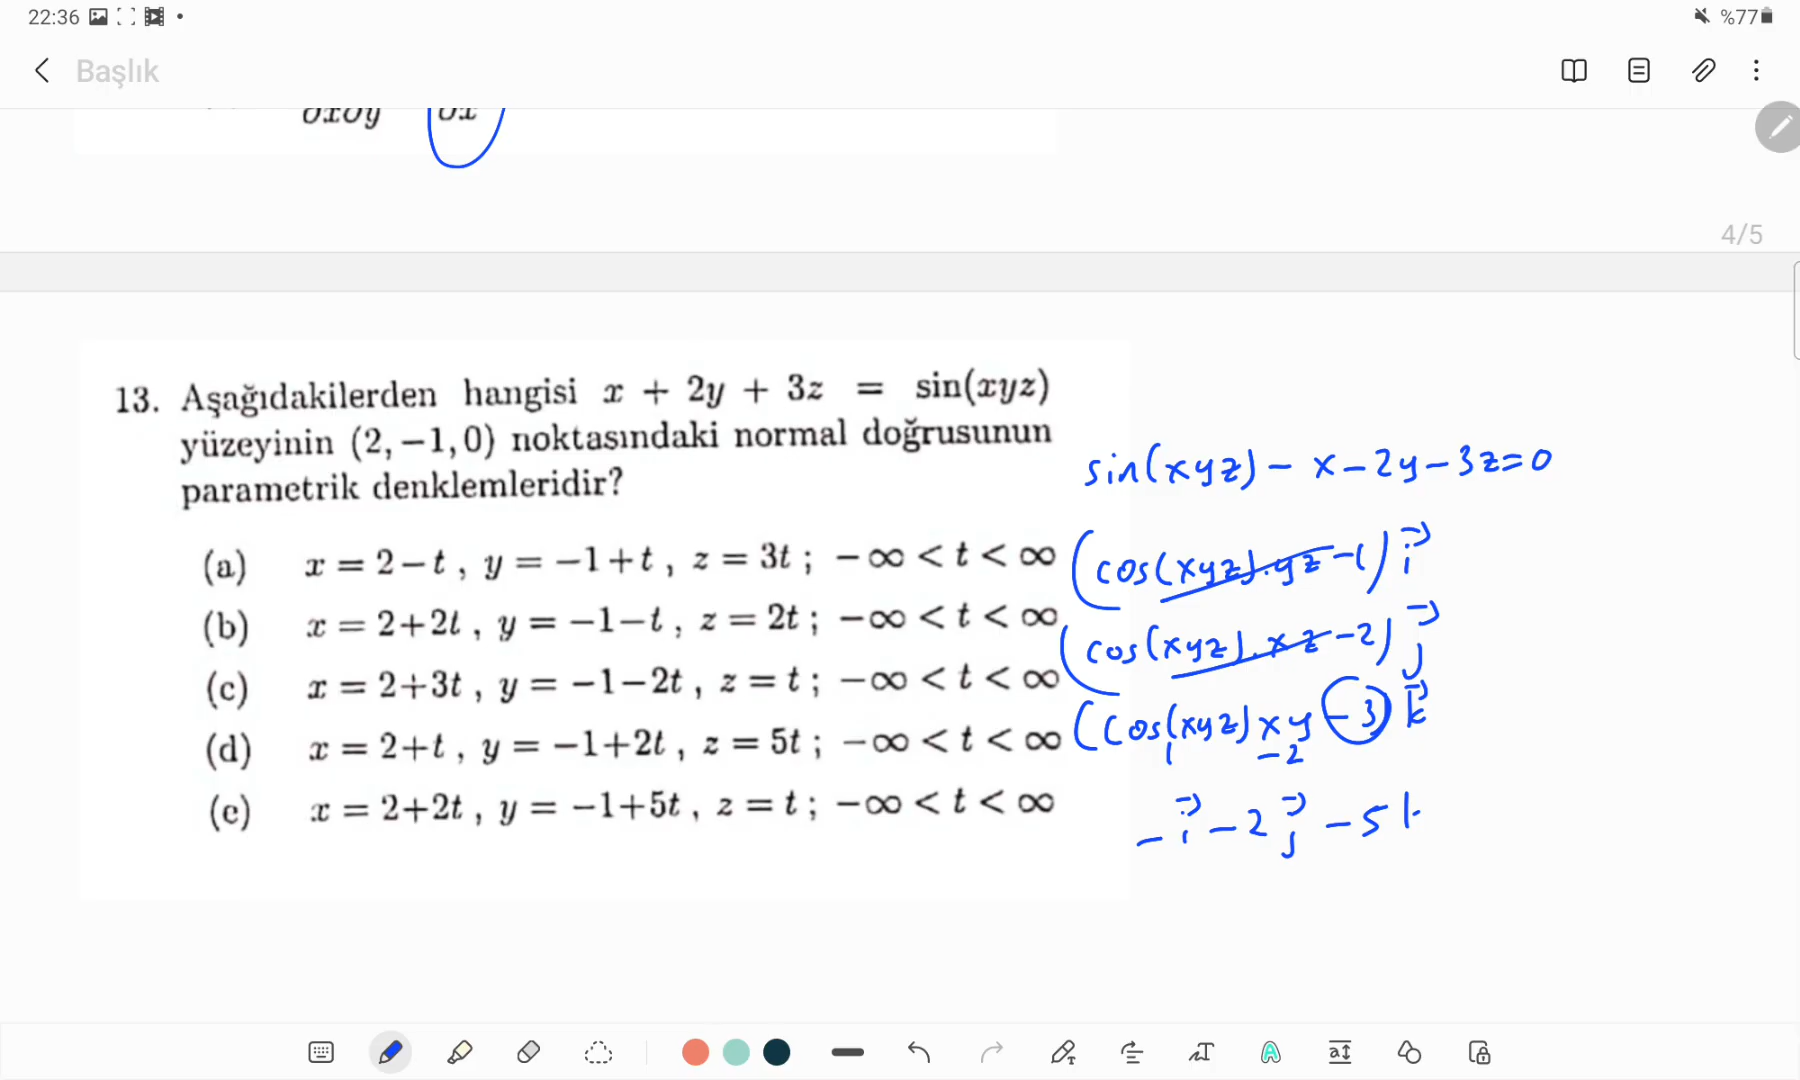 22:36
%77
Başlık
∂x∂y ∂x
4/5
13. Aşağıdakilerden hangisi x + 2y + 3z = sin(xyz)
yüzeyinin (2, −1, 0) noktasındaki normal doğrusunun
parametrik denklemleridir?
(a) x = 2−t , y = −1+t , z = 3t ; −∞ < t < ∞
(b) x = 2+2t , y = −1−t , z = 2t ; −∞ < t < ∞
(c) x = 2+3t , y = −1−2t , z = t ; −∞ < t < ∞
(d) x = 2+t , y = −1+2t , z = 5t ; −∞ < t < ∞
(e) x = 2+2t , y = −1+5t , z = t ; −∞ < t < ∞
sin(xyz) − x − 2y − 3z = 0
(cos(xyz).yz − 1) i⃗
(cos(xyz).xz − 2) j⃗
(cos(xyz) xy − 3) k⃗
1 −2
− i⃗ − 2 j⃗ − 5 k